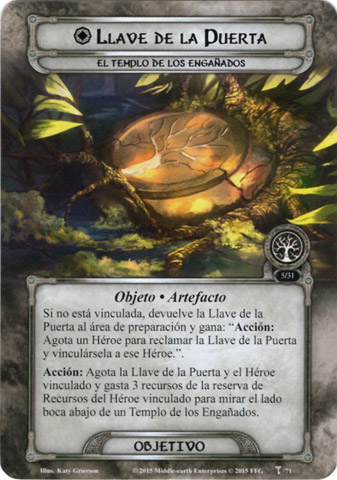 Llave de la Puerta
El Templo de los Engañados
5/31
Objeto • Artefacto
Si no está vinculada, devuelve la Llave de la
Puerta al área de preparación y gana: “Acción:
Agota un Héroe para reclamar la Llave de la Puerta
y vinculársela a ese Héroe.”.
Acción: Agota la Llave de la Puerta y el Héroe
vinculado y gasta 3 recursos de la reserva de
Recursos del Héroe vinculado para mirar el lado
boca abajo de un Templo de los Engañados.
Objetivo
Illus. Katy Grierson ©2015 Middle-earth Enterprises © 2015 FFG 71